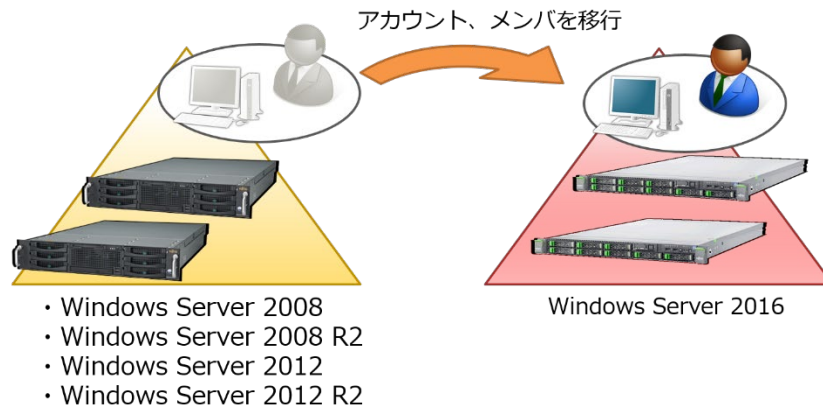 アカウント、メンバを移行
・Windows Server 2008
・Windows Server 2008 R2
・Windows Server 2012
・Windows Server 2012 R2
Windows Server 2016